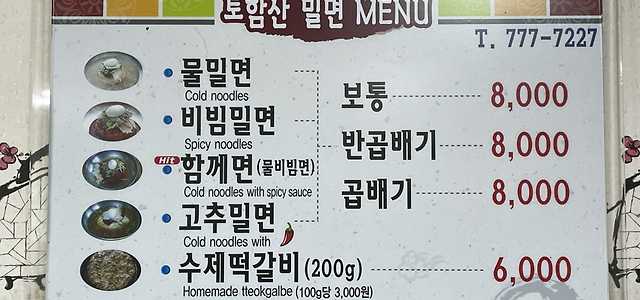 토함산 밀면 MENU
T. 777-7227
물밀면
Cold noodles
비빔밀면
Spicy noodles
Hit 함께면(물비빔면)
Cold noodles with spicy sauce
고추밀면
Cold noodles with
보통 8,000
반곱배기 8,000
곱배기 8,000
수제떡갈비(200g) 6,000
Homemade tteokgalbe (100g당 3,000원)